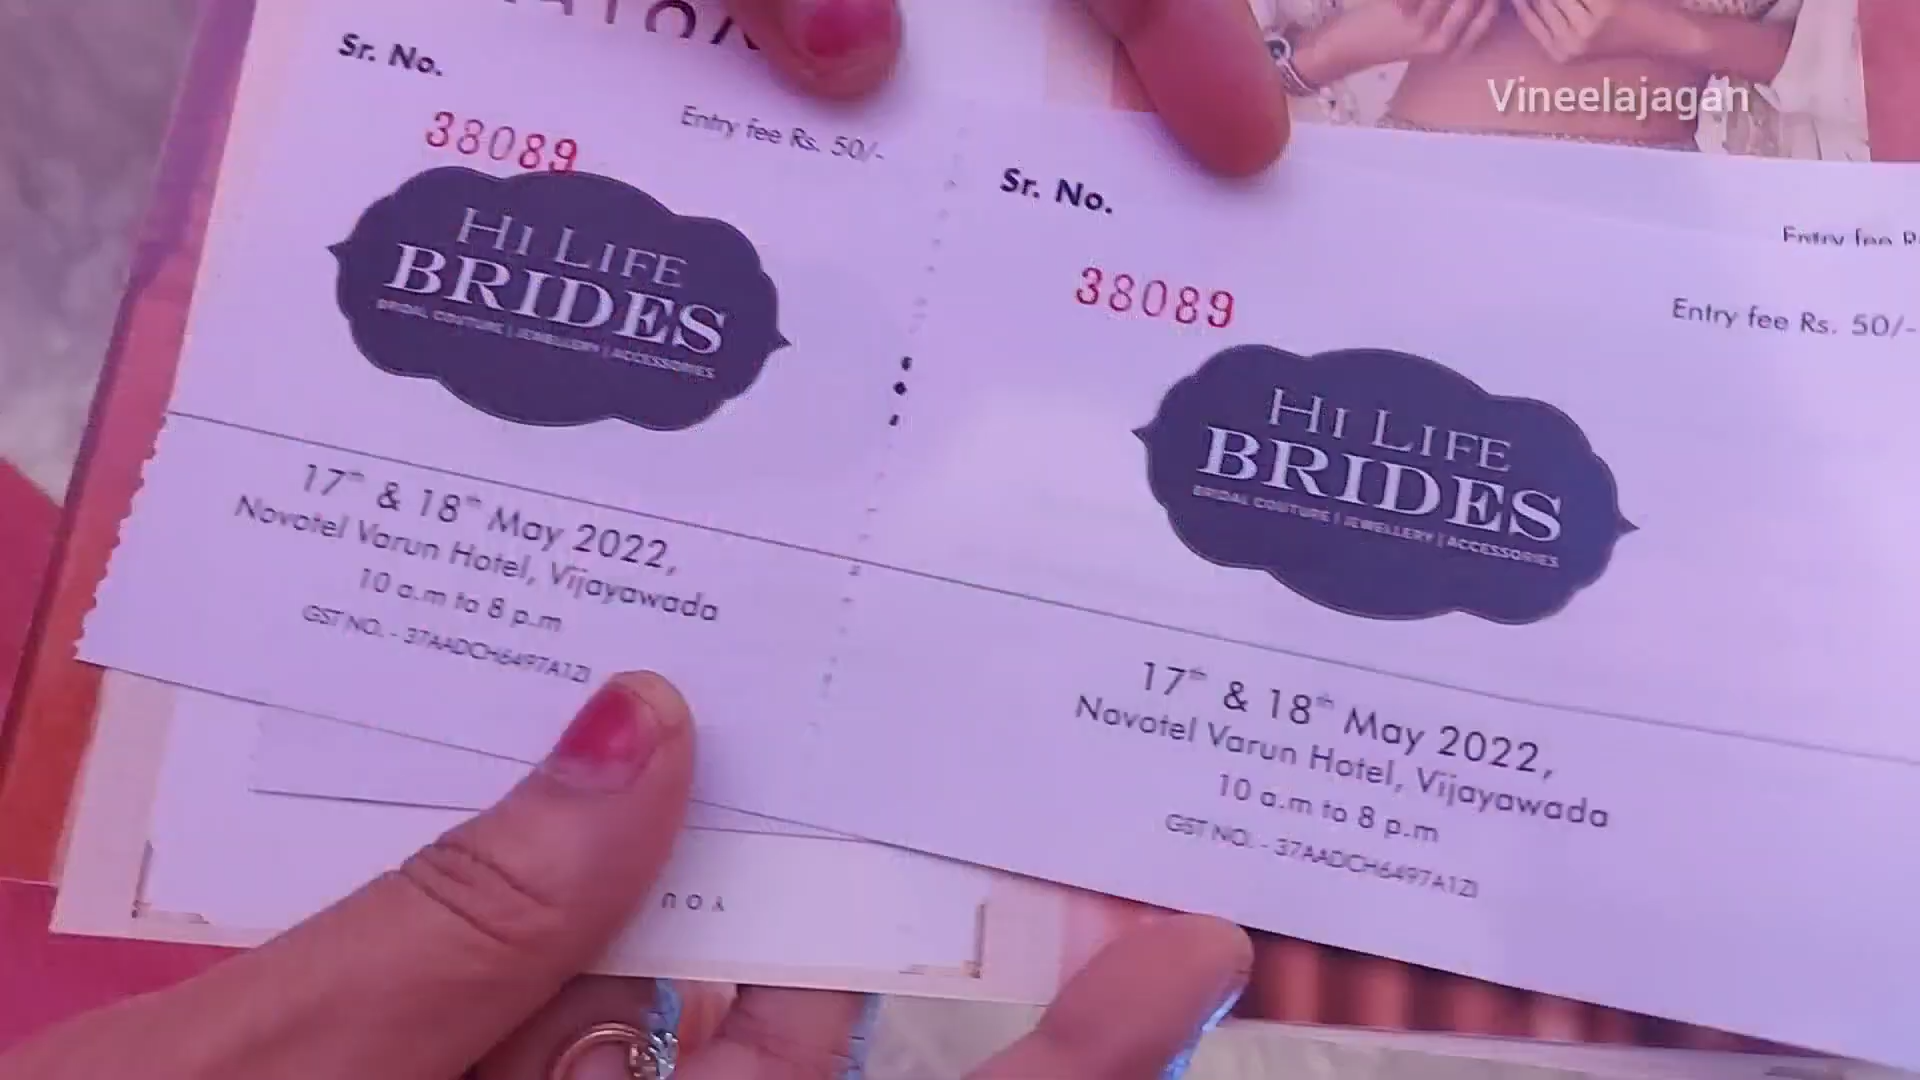 Vineelajagan
Sr. No.
38089
Entry fee Rs. 50/-
HI LIFE
BRIDES
BRIDAL COUTURE | JEWELLERY | ACCESSORIES
17th & 18th May 2022,
Novotel Varun Hotel, Vijayawada
10 a.m to 8 p.m
GST NO. - 37AADCH6497A1ZI
Sr. No.
38089
Entry fee R
Entry fee Rs. 50/-
HI LIFE
BRIDES
BRIDAL COUTURE | JEWELLERY | ACCESSORIES
17th & 18th May 2022,
Novotel Varun Hotel, Vijayawada
10 a.m to 8 p.m
GST NO. - 37AADCH6497A1ZI
you